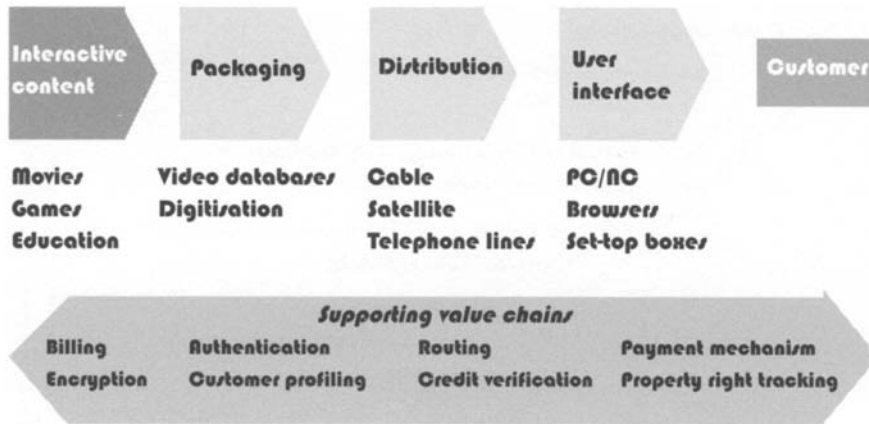 Interactive
content
Packaging
Distribution
User
interface
Customer
Movies
Games
Education
Video databases
Digitisation
Cable
Satellite
Telephone lines
PC/NC
Browsers
Set-top boxes
Supporting value chains
Billing Authentication Routing Payment mechanism
Encryption Customer profiling Credit verification Property right tracking